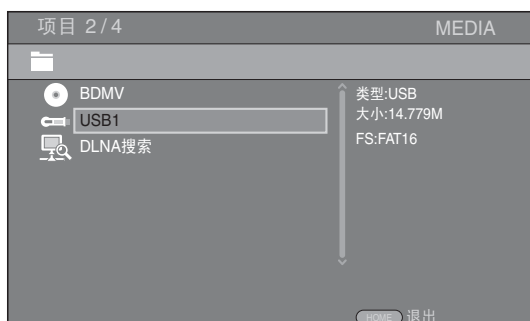 项目 2/4 MEDIA
BDMV
USB1
DLNA搜索
类型:USB
大小:14.779M
FS:FAT16
HOME 退出